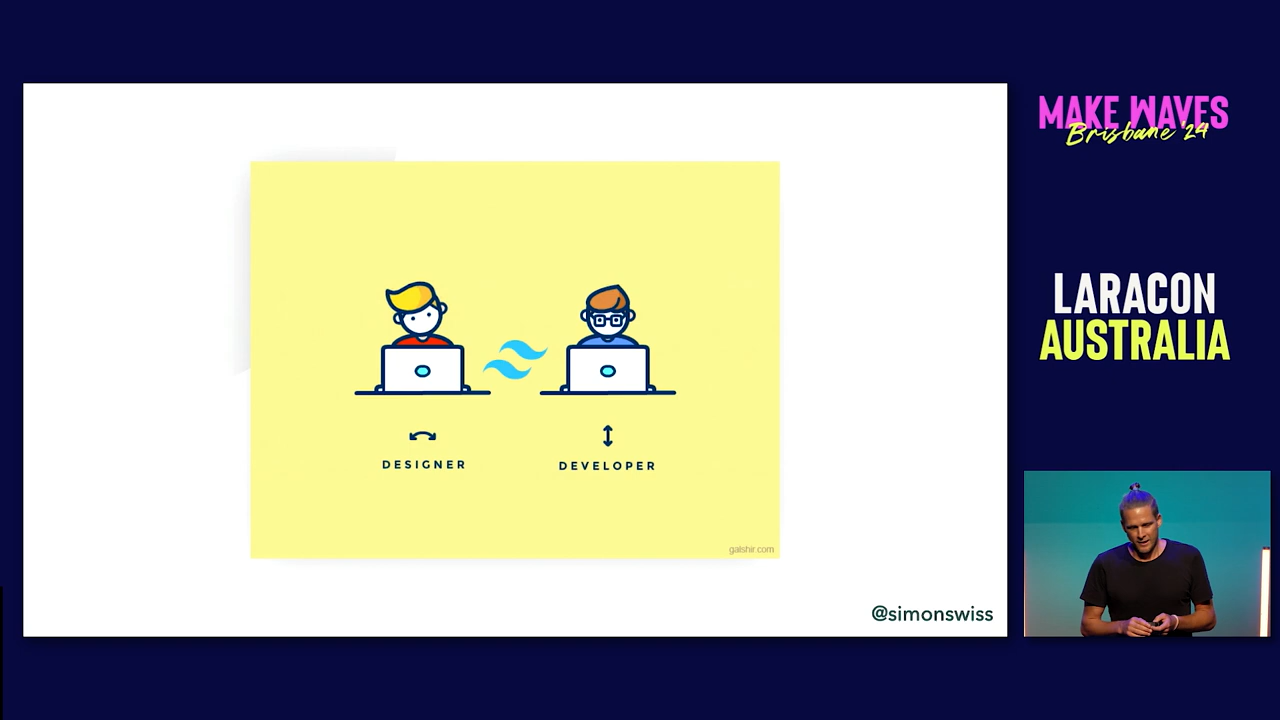 MAKE WAVES
Brisbane '24
LARACON
AUSTRALIA
DESIGNER
DEVELOPER
galshir.com
@simonswiss